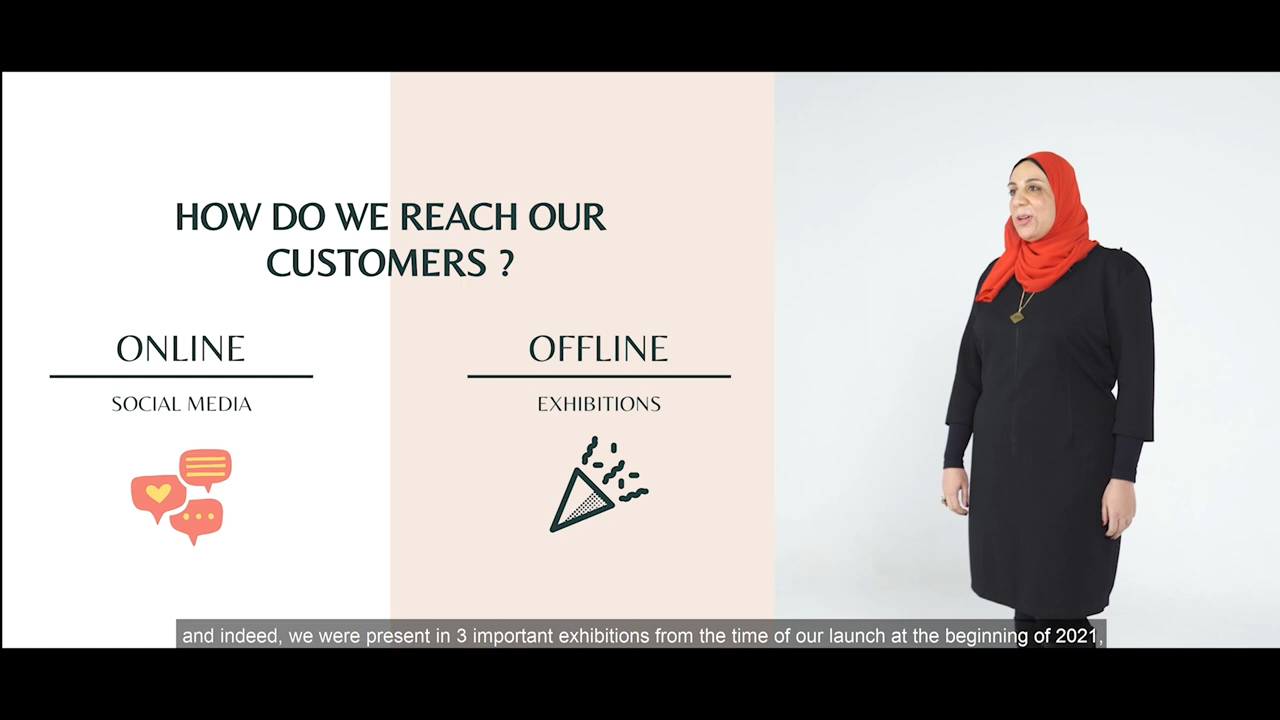 HOW DO WE REACH OUR
CUSTOMERS ?
ONLINE
OFFLINE
SOCIAL MEDIA
EXHIBITIONS
and indeed, we were present in 3 important exhibitions from the time of our launch at the beginning of 2021,